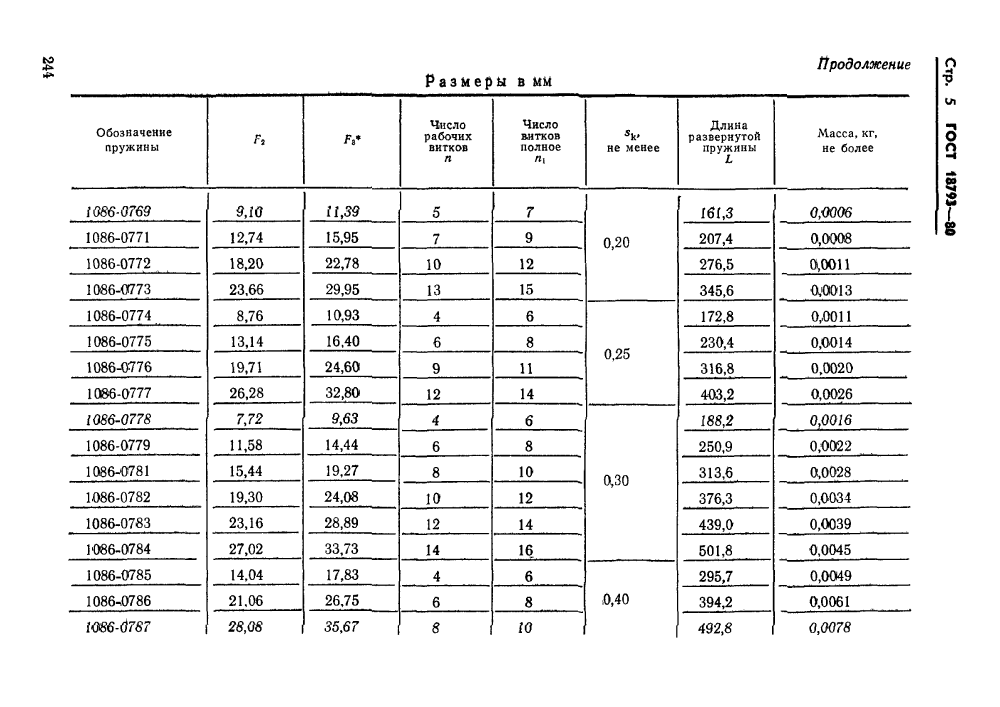 244
Стр. 5 ГОСТ 18793—80
Продолжение
Размеры в мм
Обозначение пружины | F₂ | F₃* | Число рабочих витков n | Число витков полное n₁ | sₖ, не менее | Длина развернутой пружины L | Масса, кг, не более
1086-0769 | 9,10 | 11,39 | 5 | 7 | 0,20 | 161,3 | 0,0006
1086-0771 | 12,74 | 15,95 | 7 | 9 | 207,4 | 0,0008
1086-0772 | 18,20 | 22,78 | 10 | 12 | 276,5 | 0,0011
1086-0773 | 23,66 | 29,95 | 13 | 15 | 345,6 | 0,0013
1086-0774 | 8,76 | 10,93 | 4 | 6 | 0,25 | 172,8 | 0,0011
1086-0775 | 13,14 | 16,40 | 6 | 8 | 230,4 | 0,0014
1086-0776 | 19,71 | 24,60 | 9 | 11 | 316,8 | 0,0020
1086-0777 | 26,28 | 32,80 | 12 | 14 | 403,2 | 0,0026
1086-0778 | 7,72 | 9,63 | 4 | 6 | 0,30 | 188,2 | 0,0016
1086-0779 | 11,58 | 14,44 | 6 | 8 | 250,9 | 0,0022
1086-0781 | 15,44 | 19,27 | 8 | 10 | 313,6 | 0,0028
1086-0782 | 19,30 | 24,08 | 10 | 12 | 376,3 | 0,0034
1086-0783 | 23,16 | 28,89 | 12 | 14 | 439,0 | 0,0039
1086-0784 | 27,02 | 33,73 | 14 | 16 | 501,8 | 0,0045
1086-0785 | 14,04 | 17,83 | 4 | 6 | 0,40 | 295,7 | 0,0049
1086-0786 | 21,06 | 26,75 | 6 | 8 | 394,2 | 0,0061
1086-0787 | 28,08 | 35,67 | 8 | 10 | 492,8 | 0,0078